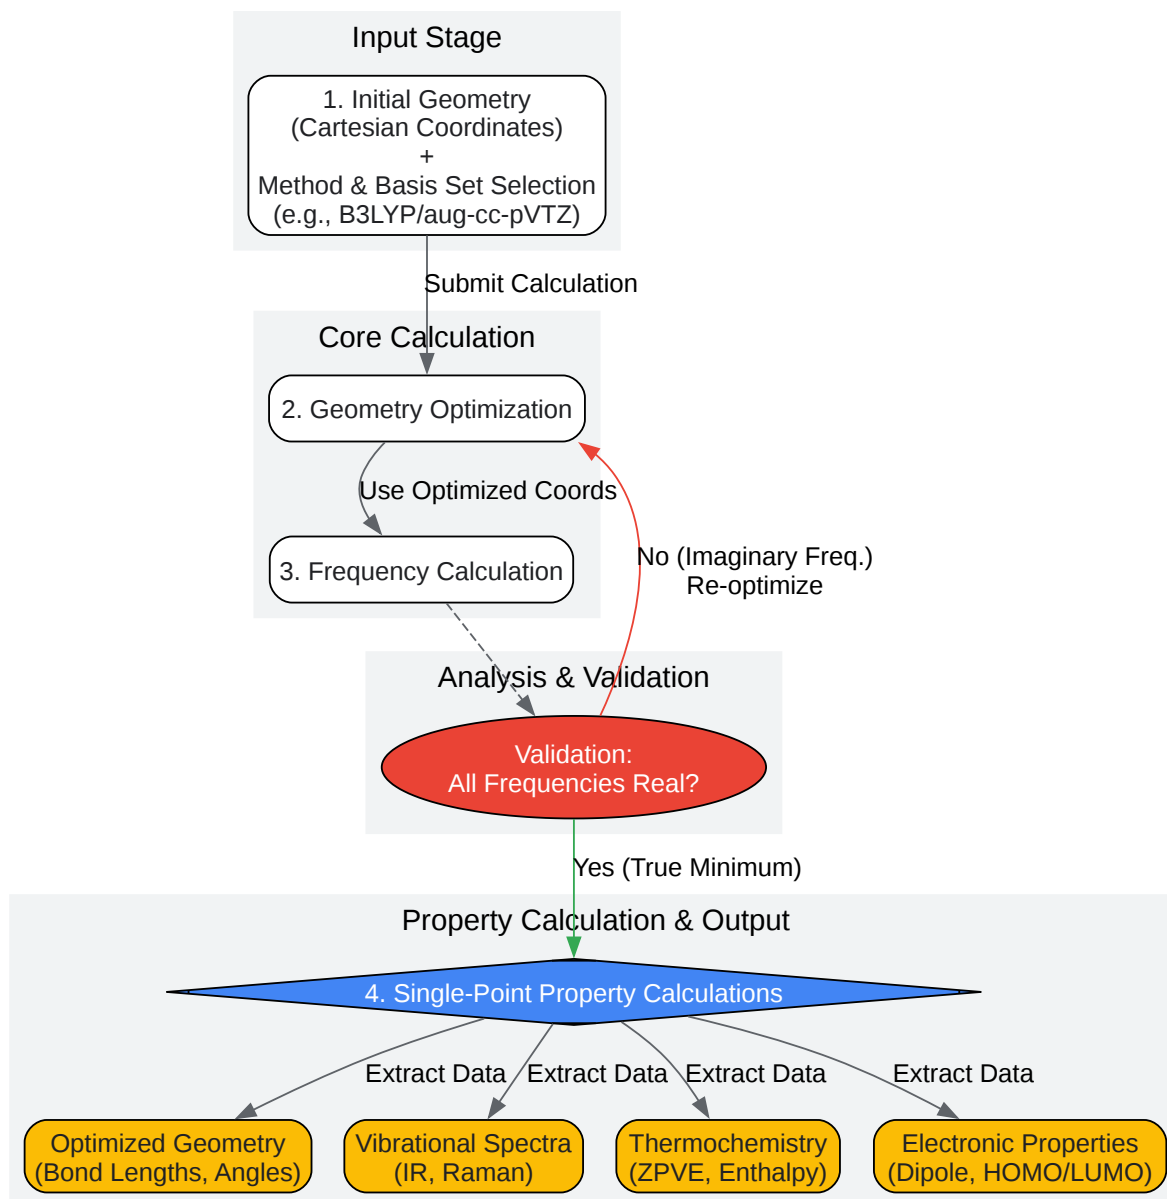 Input Stage
1. Initial Geometry
(Cartesian Coordinates)
+
Method & Basis Set Selection
(e.g., B3LYP/aug-cc-pVTZ)
Submit Calculation
Core Calculation
2. Geometry Optimization
Use Optimized Coords
3. Frequency Calculation
No (Imaginary Freq.)
Re-optimize
Analysis & Validation
Validation:
All Frequencies Real?
Yes (True Minimum)
Property Calculation & Output
4. Single-Point Property Calculations
Extract Data
Extract Data
Extract Data
Extract Data
Optimized Geometry
(Bond Lengths, Angles)
Vibrational Spectra
(IR, Raman)
Thermochemistry
(ZPVE, Enthalpy)
Electronic Properties
(Dipole, HOMO/LUMO)